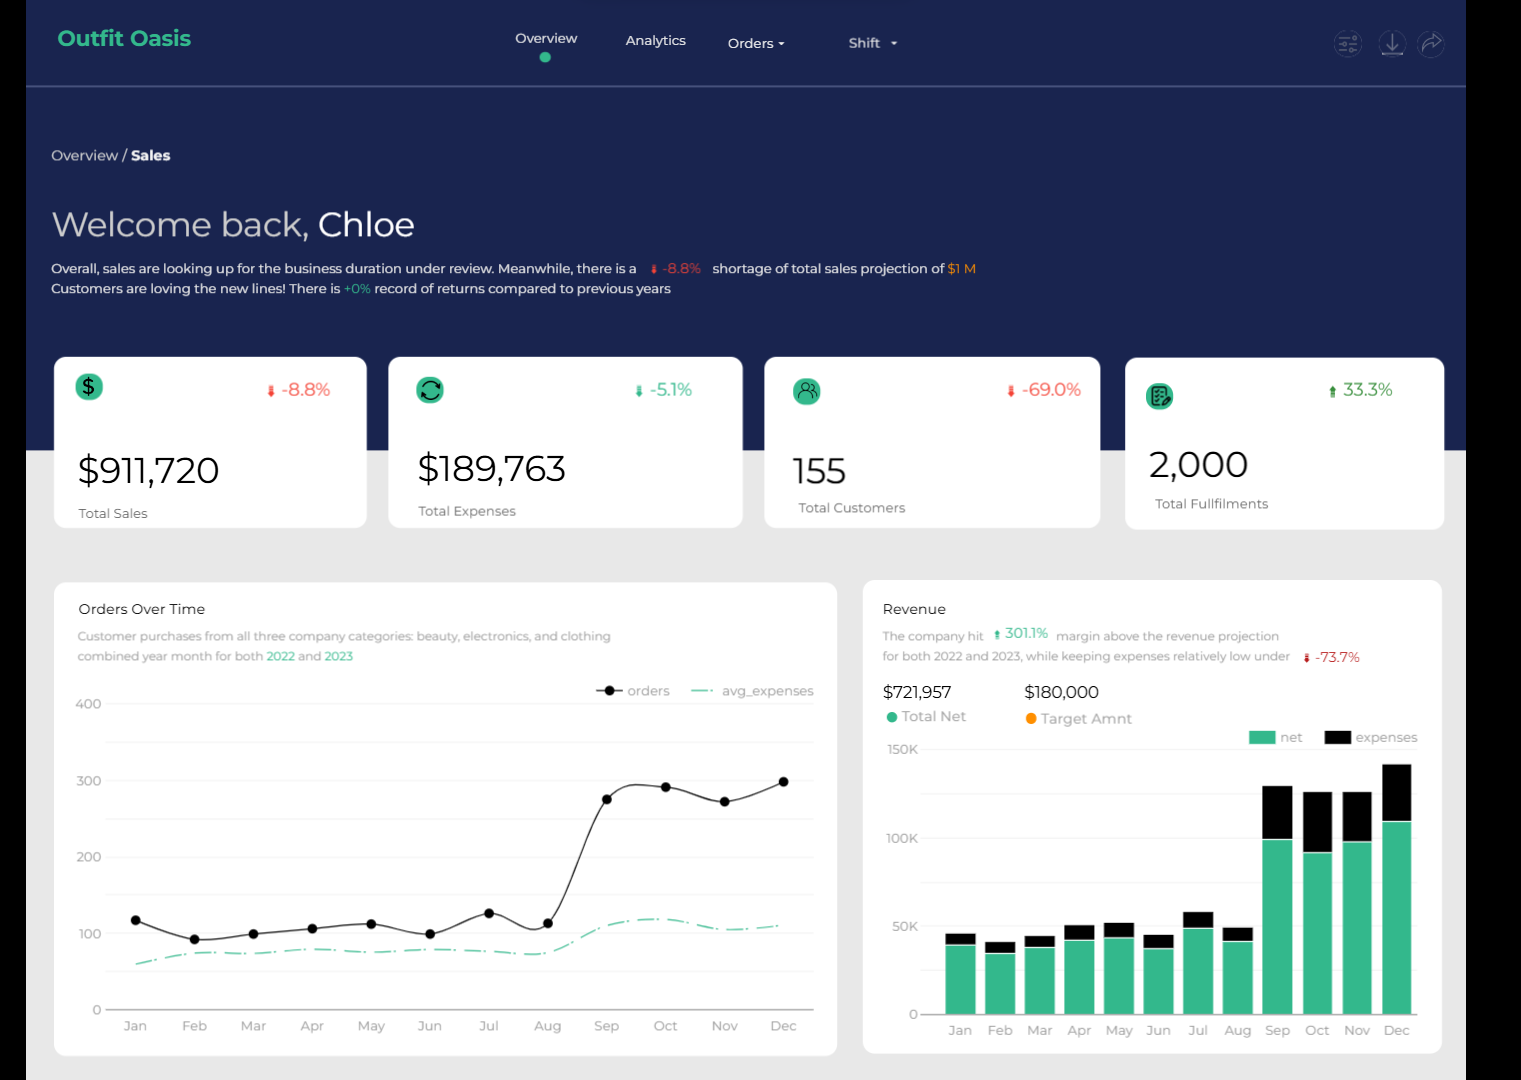 Outfit Oasis
Overview
Analytics
Orders
Shift
Overview / Sales
Welcome back, Chloe
Overall, sales are looking up for the business duration under review. Meanwhile, there is a -8.8% shortage of total sales projection of $1 M
Customers are loving the new lines! There is +0% record of returns compared to previous years
$
-8.8%
$911,720
Total Sales
-5.1%
$189,763
Total Expenses
-69.0%
155
Total Customers
33.3%
2,000
Total Fullfilments
Orders Over Time
Customer purchases from all three company categories: beauty, electronics, and clothing
combined year month for both 2022 and 2023
orders
avg_expenses
400
300
200
100
0
Jan Feb Mar Apr May Jun Jul Aug Sep Oct Nov Dec
Revenue
The company hit 301.1% margin above the revenue projection
for both 2022 and 2023, while keeping expenses relatively low under -73.7%
$721,957
Total Net
$180,000
Target Amnt
net
expenses
150K
100K
50K
0
Jan Feb Mar Apr May Jun Jul Aug Sep Oct Nov Dec